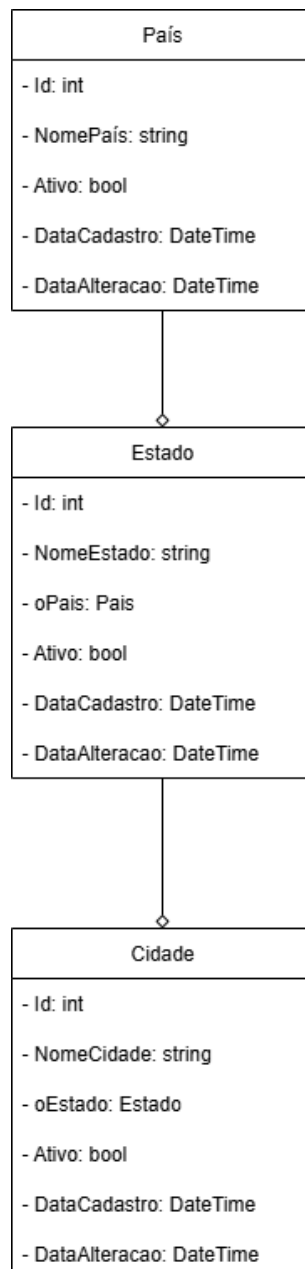 País
- Id: int
- NomePaís: string
- Ativo: bool
- DataCadastro: DateTime
- DataAlteracao: DateTime
Estado
- Id: int
- NomeEstado: string
- oPais: Pais
- Ativo: bool
- DataCadastro: DateTime
- DataAlteracao: DateTime
Cidade
- Id: int
- NomeCidade: string
- oEstado: Estado
- Ativo: bool
- DataCadastro: DateTime
- DataAlteracao: DateTime